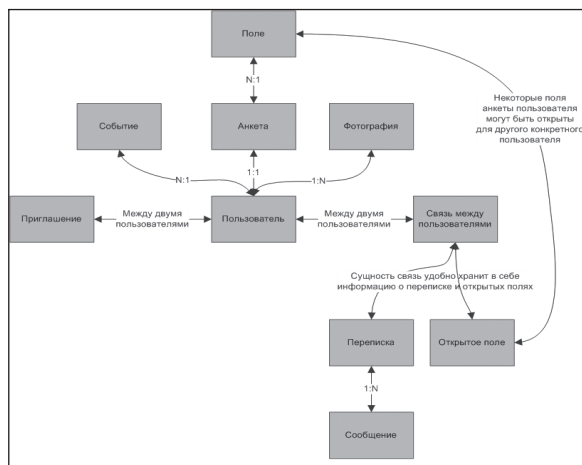 Поле
N:1
Некоторые поля
анкеты пользователя
могут быть открыты
для другого конкретного
пользователя
Событие
Анкета
Фотография
N:1
1:1
1:N
Приглашение
Между двумя
пользователями
Пользователь
Между двумя
пользователями
Связь между
пользователями
Сущность связь удобно хранит в себе
информацию о переписке и открытых полях
Переписка
Открытое поле
1:N
Сообщение